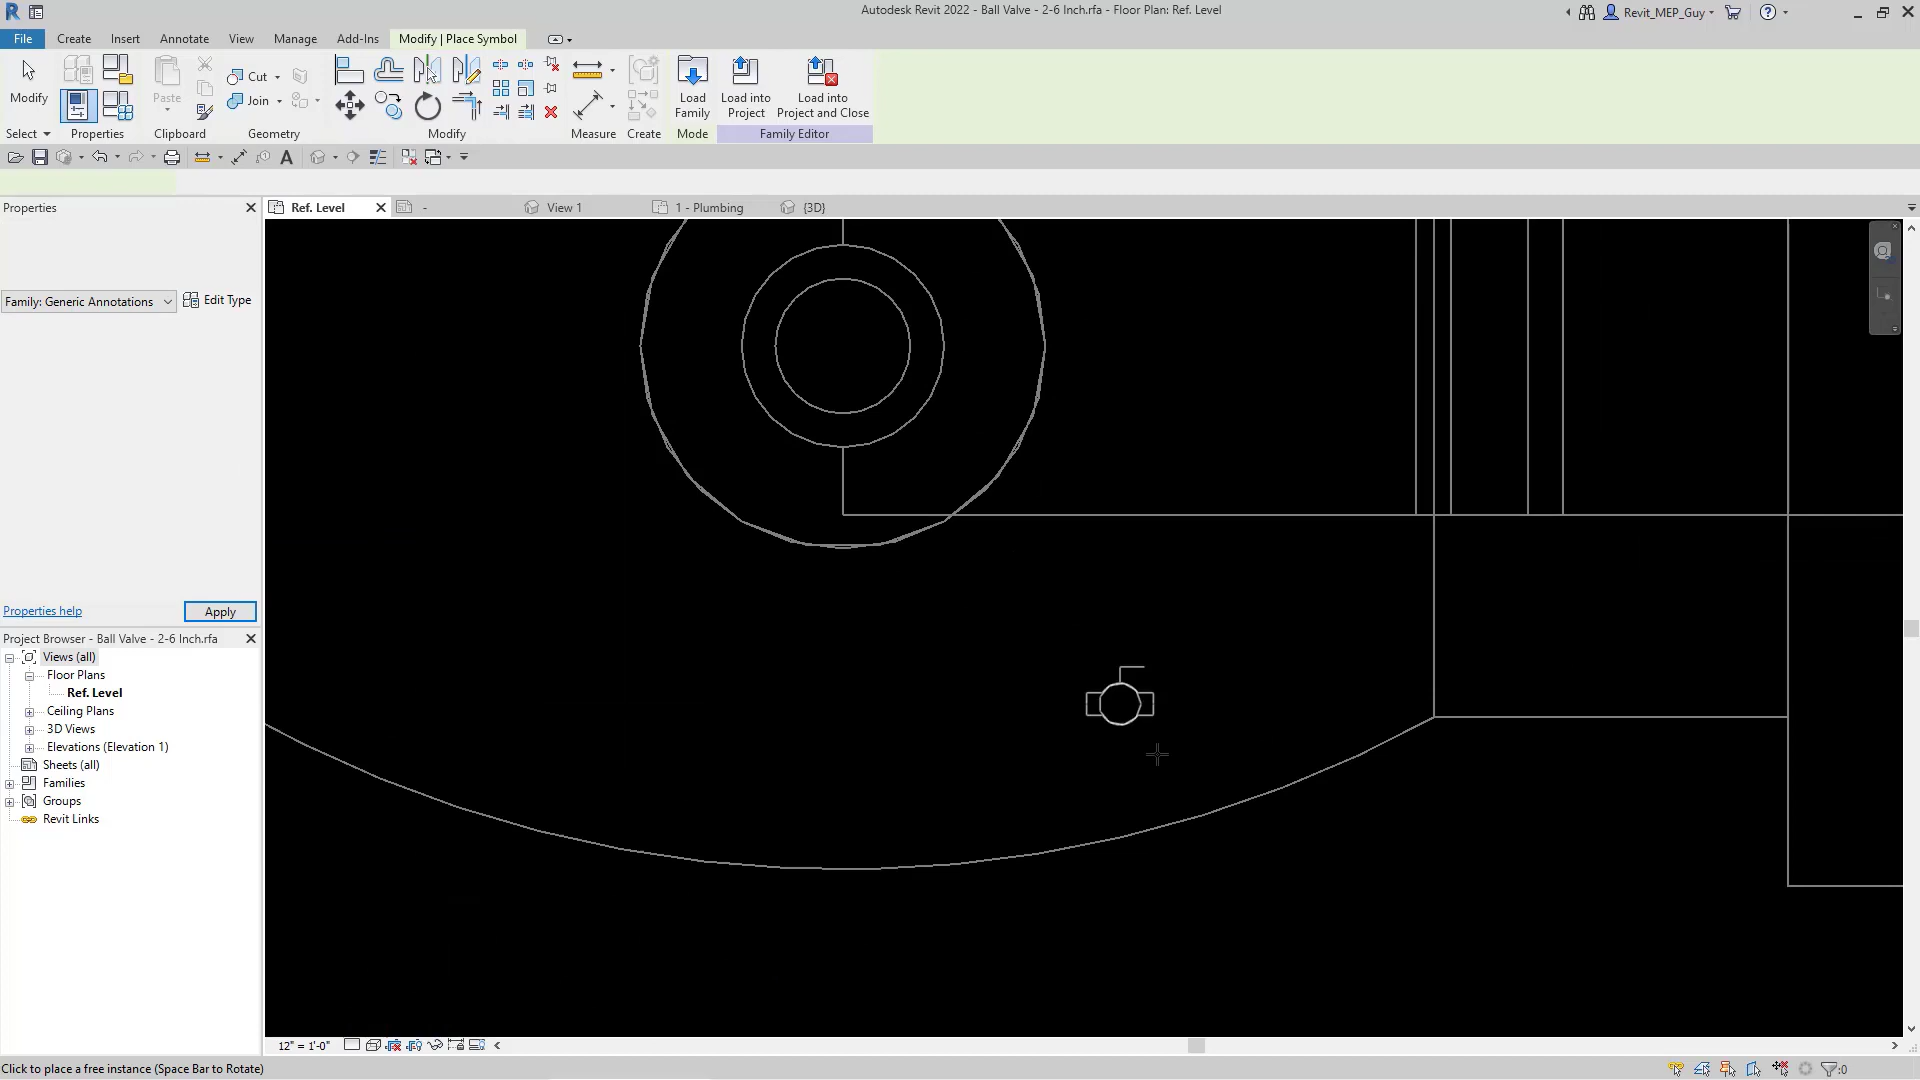 Autodesk Revit 2022 - Ball Valve - 2-6 Inch.rfa - Floor Plan: Ref. Level
Revit_MEP_Guy
File
Create
Insert
Annotate
View
Manage
Add-Ins
Modify | Place Symbol
Modify
Paste
Cut
Join
Load
Family
Load into
Project
Load into
Project and Close
Select
Properties
Clipboard
Geometry
Modify
Measure
Create
Mode
Family Editor
Properties
Ref. Level
-
View 1
1 - Plumbing
{3D}
Family: Generic Annotations
Edit Type
Properties help
Apply
Project Browser - Ball Valve - 2-6 Inch.rfa
Views (all)
Floor Plans
Ref. Level
Ceiling Plans
3D Views
Elevations (Elevation 1)
Sheets (all)
Families
Groups
Revit Links
12" = 1'-0"
Click to place a free instance (Space Bar to Rotate)
:0